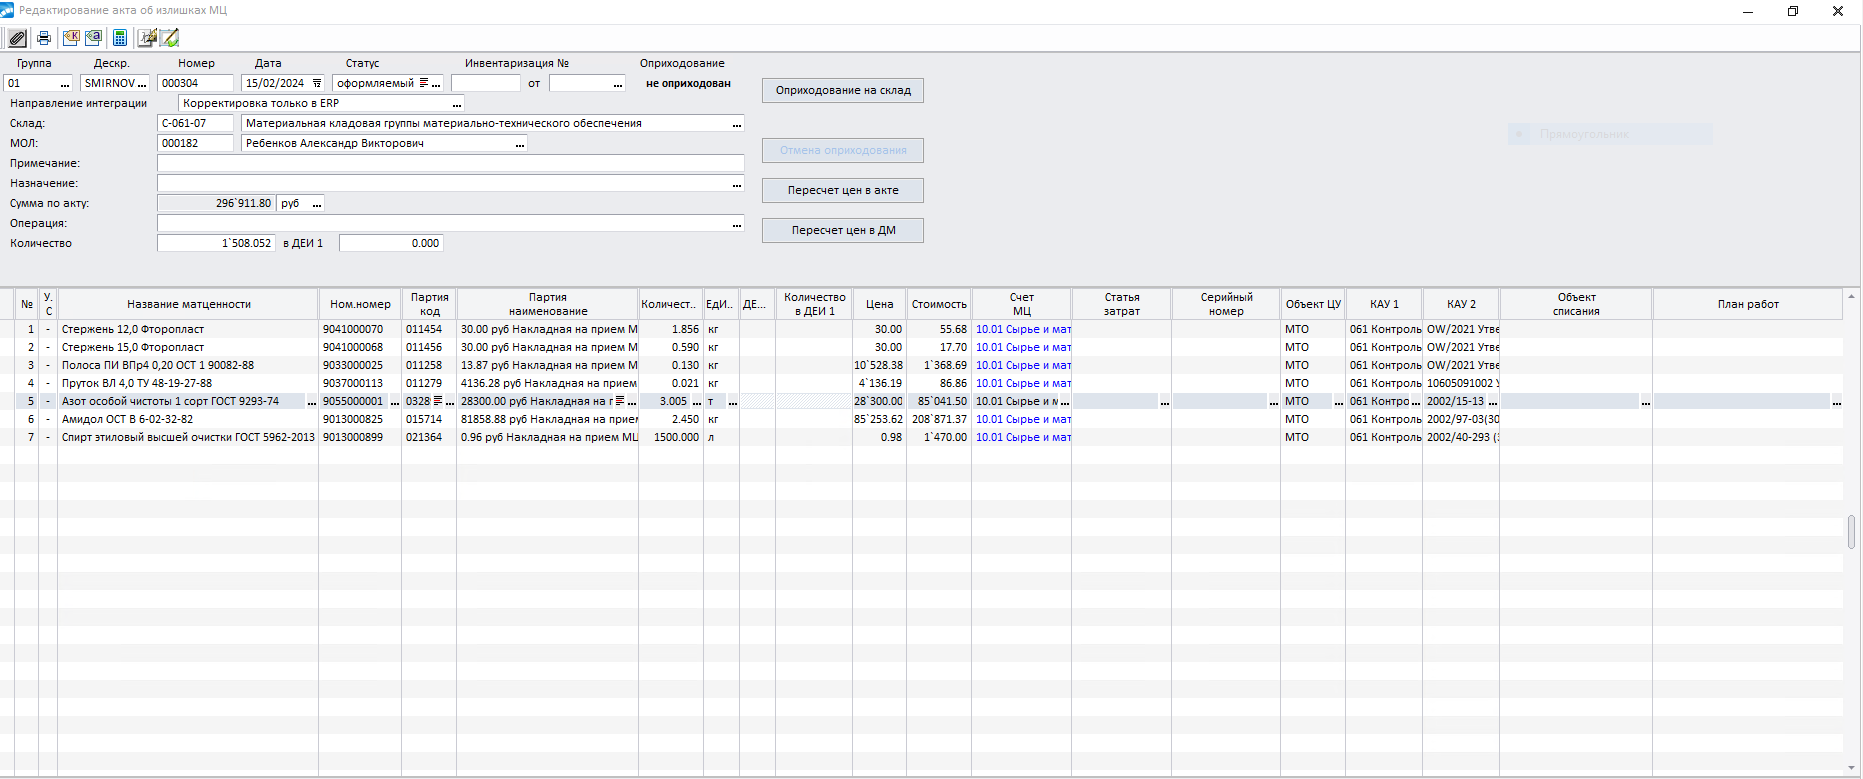 Редактирование акта об излишках МЦ
Группа Дескр. Номер Дата Статус Инвентаризация № Оприходование
01 ... SMIRNOV ... 000304 15/02/2024 оформляемый ... от ... не оприходован
Оприходование на склад
Направление интеграции Корректировка только в ERP ...
Склад: С-061-07 Материальная кладовая группы материально-технического обеспечения ...
Прямоугольник
МОЛ: 000182 Ребенков Александр Викторович ...
Отмена оприходования
Примечание:
Назначение: ...
Пересчет цен в акте
Сумма по акту: 296`911.80 руб ...
Операция: ...
Пересчет цен в ДМ
Количество 1`508.052 в ДЕИ 1 0.000
№ У. С Название матценности Ном.номер Партия код Партия наименование Количест.. ЕдИ.. ДЕ... Количество в ДЕИ 1 Цена Стоимость Счет МЦ Статья затрат Серийный номер Объект ЦУ КАУ 1 КАУ 2 Объект списания План работ
1 - Стержень 12,0 Фторопласт 9041000070 011454 30.00 руб Накладная на прием М 1.856 кг 30.00 55.68 10.01 Сырье и мат МТО 061 Контроль OW/2021 Утве
2 - Стержень 15,0 Фторопласт 9041000068 011456 30.00 руб Накладная на прием М 0.590 кг 30.00 17.70 10.01 Сырье и мат МТО 061 Контроль OW/2021 Утве
3 - Полоса ПИ ВПр4 0,20 ОСТ 1 90082-88 9033000025 011258 13.87 руб Накладная на прием М 0.130 кг 10`528.38 1`368.69 10.01 Сырье и мат МТО 061 Контроль OW/2021 Утве
4 - Пруток ВЛ 4,0 ТУ 48-19-27-88 9037000113 011279 4136.28 руб Накладная на прием 0.021 кг 4`136.19 86.86 10.01 Сырье и мат МТО 061 Контроль 10605091002 У
5 - Азот особой чистоты 1 сорт ГОСТ 9293-74 ... 9055000001 ... 0328 ... 28300.00 руб Накладная на г ... 3.005 ... т ... 28`300.00 85`041.50 10.01 Сырье и м ... ... ... МТО ... 061 Контро ... 2002/15-13 ... ... ...
6 - Амидол ОСТ В 6-02-32-82 9013000825 015714 81858.88 руб Накладная на прием 2.450 кг 85`253.62 208`871.37 10.01 Сырье и мат МТО 061 Контроль 2002/97-03(30
7 - Спирт этиловый высшей очистки ГОСТ 5962-2013 9013000899 021364 0.96 руб Накладная на прием МЦ 1500.000 л 0.98 1`470.00 10.01 Сырье и мат МТО 061 Контроль 2002/40-293 (3